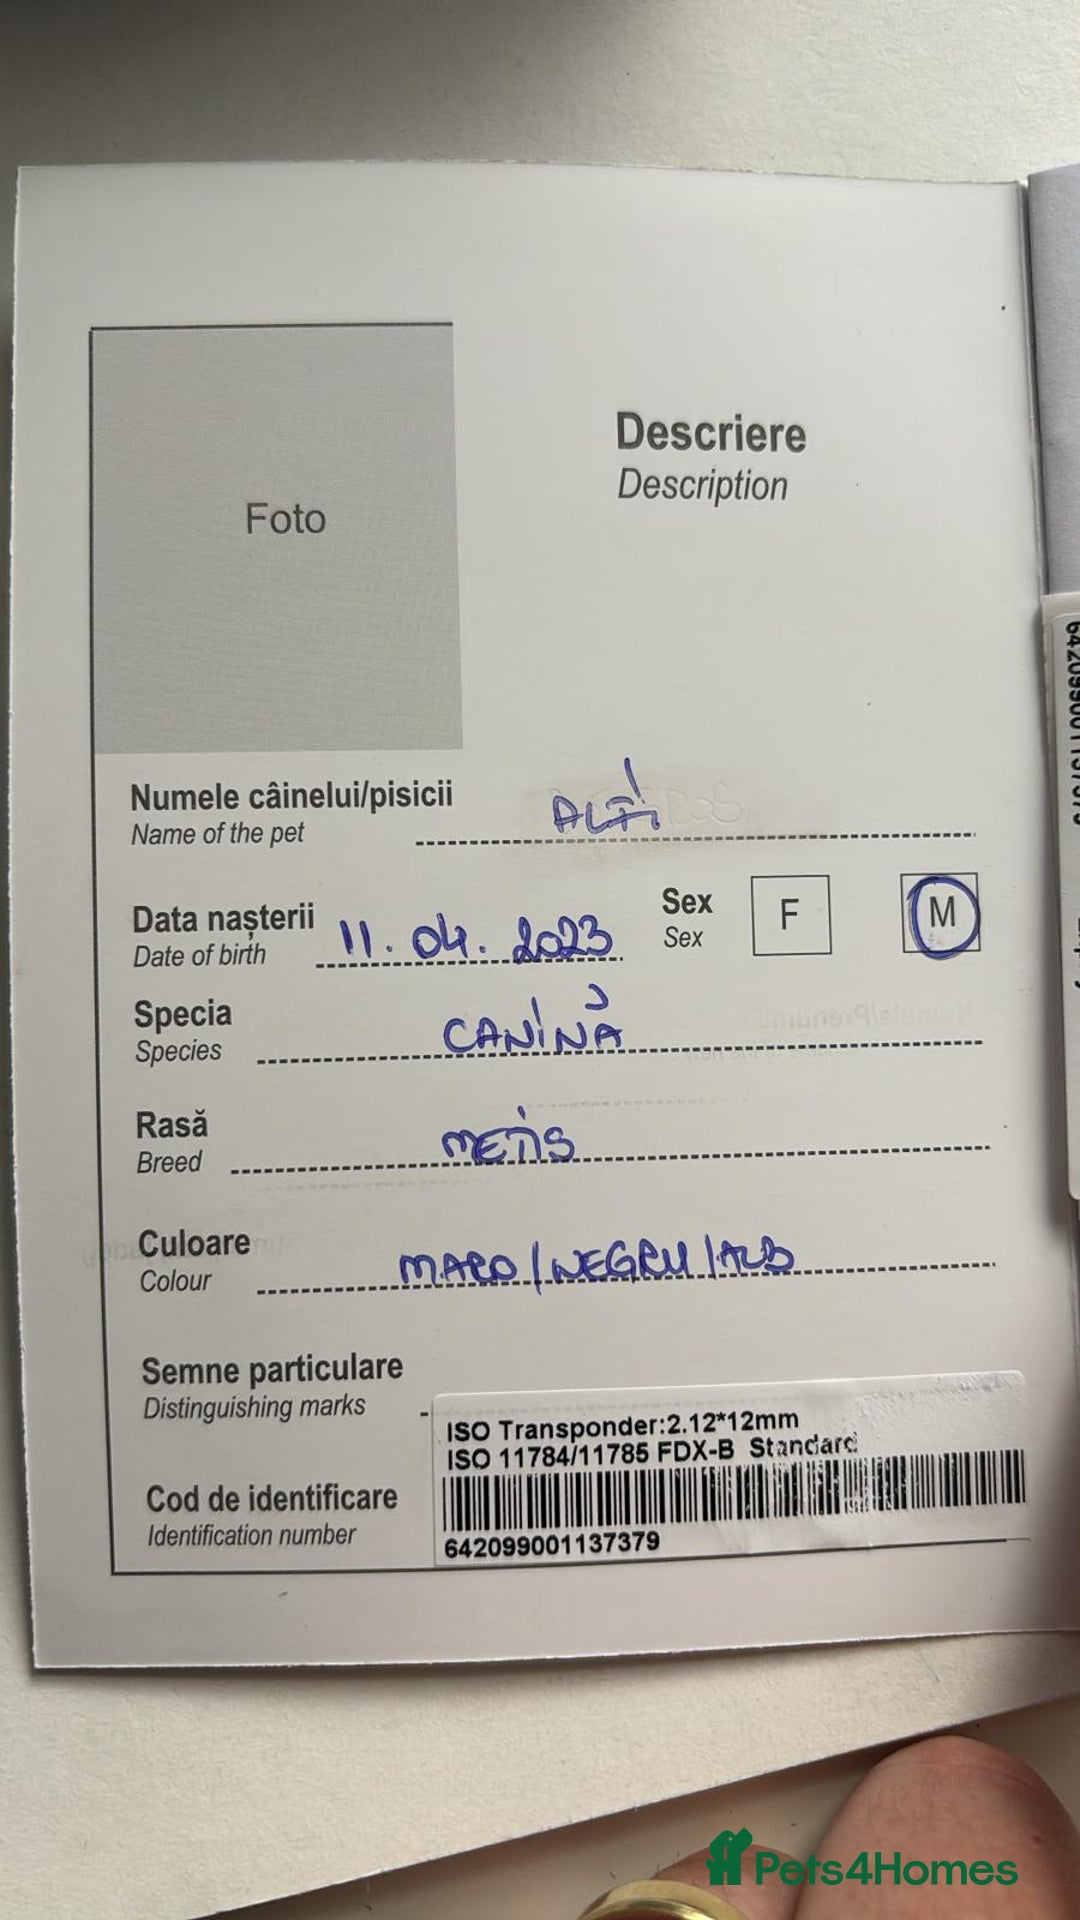 Foto
Descriere
Description
Numele câinelui/pisicii
Name of the pet
ALFI
Data nașterii
Date of birth
11.04.2023
Sex
Sex
F
M
Specia
Species
CANINĂ
Rasă
Breed
METIS
Culoare
Colour
MARO/NEGRU/ALB
Semne particulare
Distinguishing marks
-
ISO Transponder:2.12*12mm
ISO 11784/11785 FDX-B Standard
Cod de identificare
Identification number
642099001137379
Pets4Homes